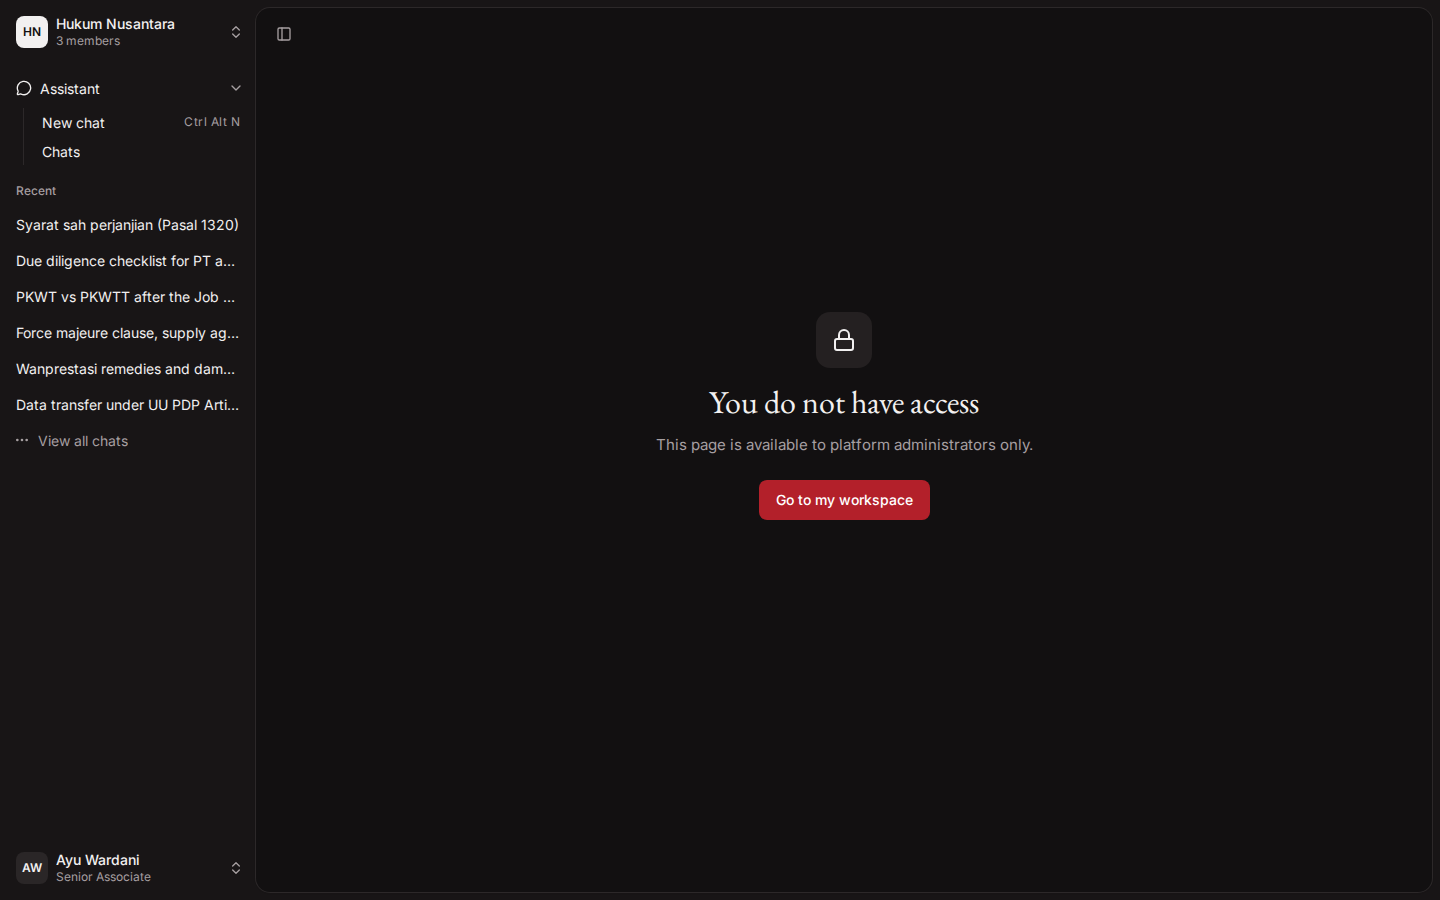 HN
Hukum Nusantara
3 members
Assistant
New chat Ctrl Alt N
Chats
Recent
Syarat sah perjanjian (Pasal 1320)
Due diligence checklist for PT a...
PKWT vs PKWTT after the Job ...
Force majeure clause, supply ag...
Wanprestasi remedies and dam...
Data transfer under UU PDP Arti...
View all chats
You do not have access
This page is available to platform administrators only.
Go to my workspace
AW
Ayu Wardani
Senior Associate